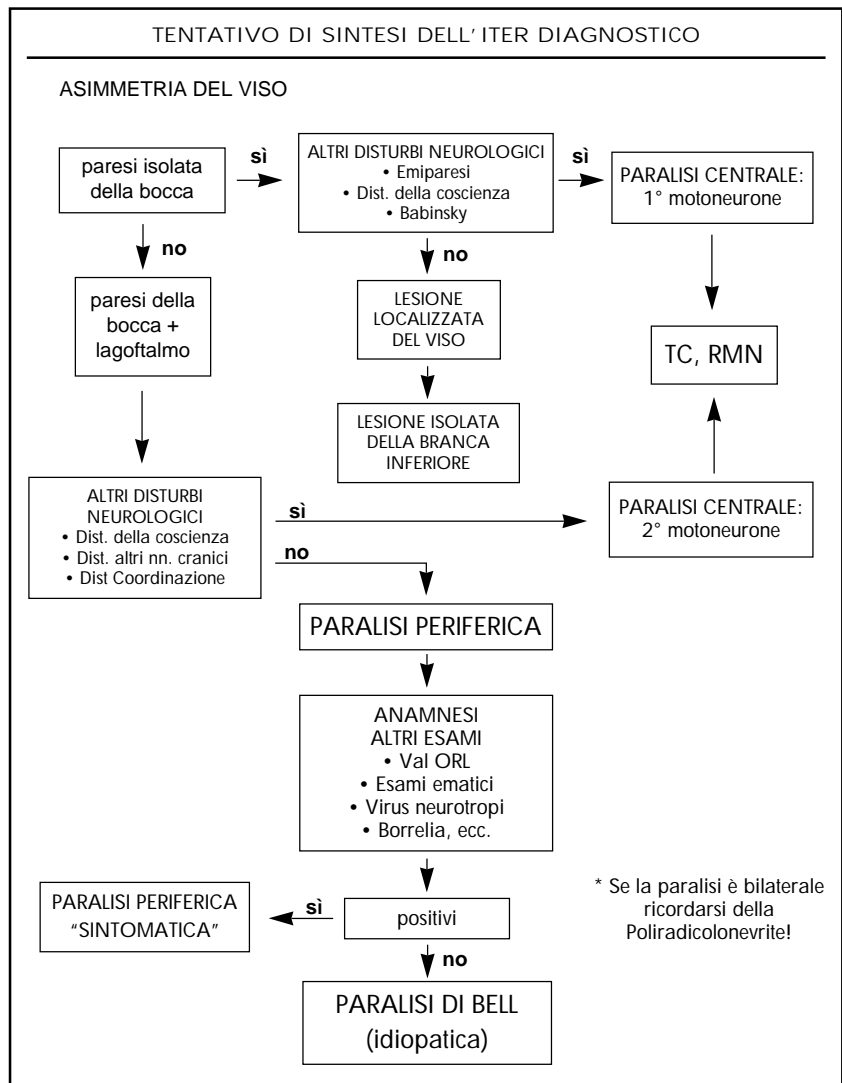 TENTATIVO DI SINTESI DELL'ITER DIAGNOSTICO
ASIMMETRIA DEL VISO
paresi isolata
della bocca
sì
ALTRI DISTURBI NEUROLOGICI
• Emiparesi
• Dist. della coscienza
• Babinsky
sì
PARALISI CENTRALE:
1° motoneurone
no
no
paresi della
bocca +
lagoftalmo
LESIONE
LOCALIZZATA
DEL VISO
TC, RMN
LESIONE ISOLATA
DELLA BRANCA
INFERIORE
ALTRI DISTURBI
NEUROLOGICI
• Dist. della coscienza
• Dist. altri nn. cranici
• Dist Coordinazione
sì
PARALISI CENTRALE:
2° motoneurone
no
PARALISI PERIFERICA
ANAMNESI
ALTRI ESAMI
• Val ORL
• Esami ematici
• Virus neurotropi
• Borrelia, ecc.
PARALISI PERIFERICA
"SINTOMATICA"
sì
positivi
* Se la paralisi è bilaterale
ricordarsi della
Poliradicolonevrite!
no
PARALISI DI BELL
(idiopatica)